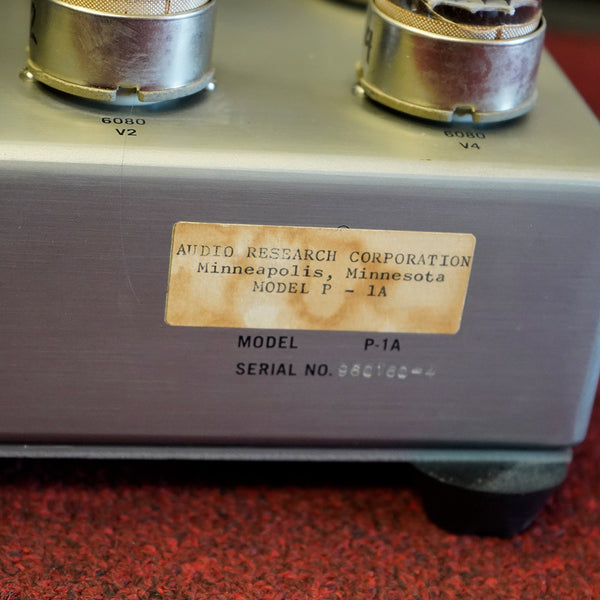 6080
V2
6080
V4
AUDIO RESEARCH CORPORATION
Minneapolis, Minnesota
MODEL P - 1A
MODEL P-1A
SERIAL NO.